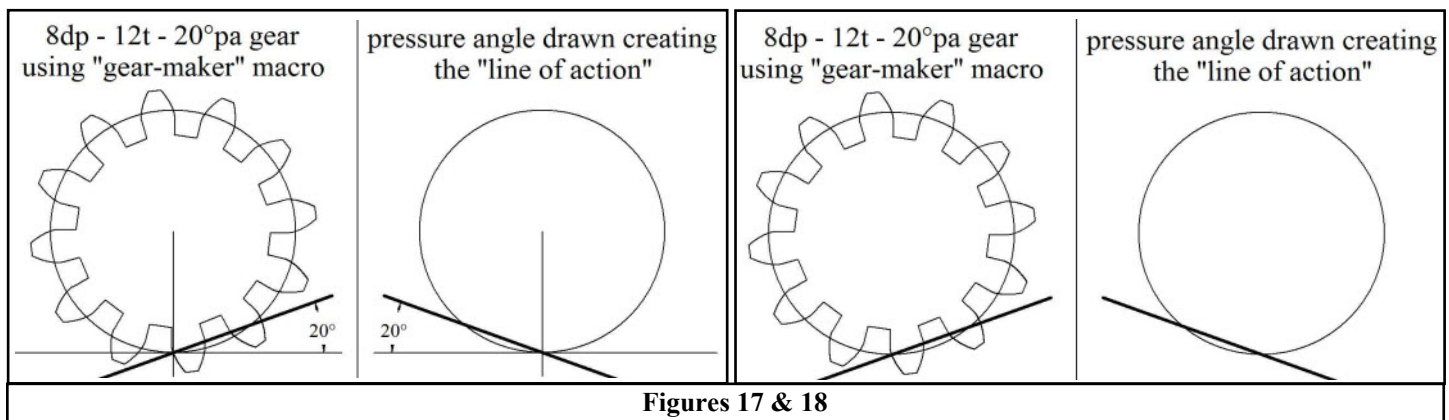 8dp - 12t - 20°pa gear
using "gear-maker" macro
pressure angle drawn creating
the "line of action"
20°
20°
8dp - 12t - 20°pa gear
using "gear-maker" macro
pressure angle drawn creating
the "line of action"
Figures 17 & 18